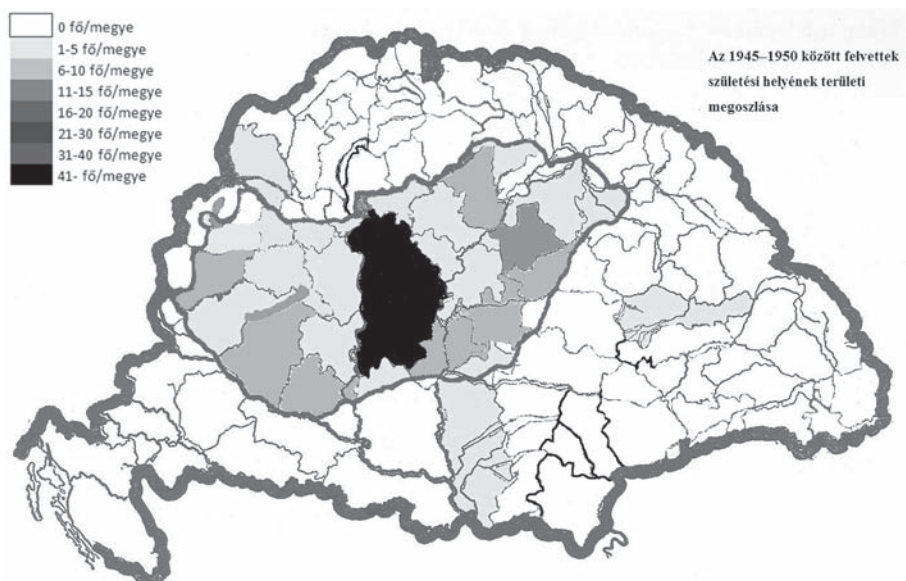 0 fő/megye
1-5 fő/megye
6-10 fő/megye
11-15 fő/megye
16-20 fő/megye
21-30 fő/megye
31-40 fő/megye
41- fő/megye
Az 1945–1950 között felvettek
születési helyének területi
megoszlása